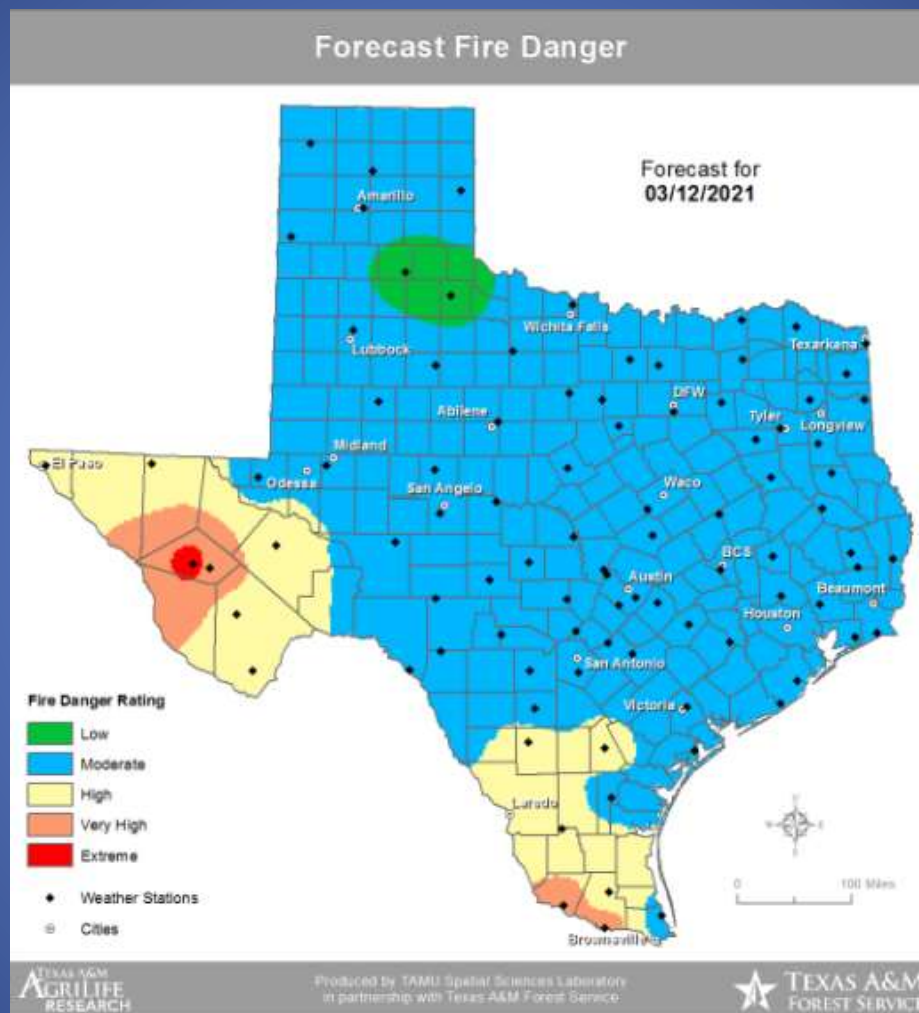 Forecast Fire Danger
Forecast for
03/12/2021
Amarillo
Wichita Falls
Lubbock
Texarkana
DFW
Abilene
Tyler
Longview
Midland
El Paso
Odessa
San Angelo
Waco
BCS
Austin
Beaumont
Houston
San Antonio
Victoria
Laredo
Brownsville
Fire Danger Rating
Low
Moderate
High
Very High
Extreme
Weather Stations
Cities
0 100 Miles
TEXAS A&M
AGRILIFE
RESEARCH
Produced by TAMU Spatial Sciences Laboratory
in partnership with Texas A&M Forest Service
TEXAS A&M
FOREST SERVICE